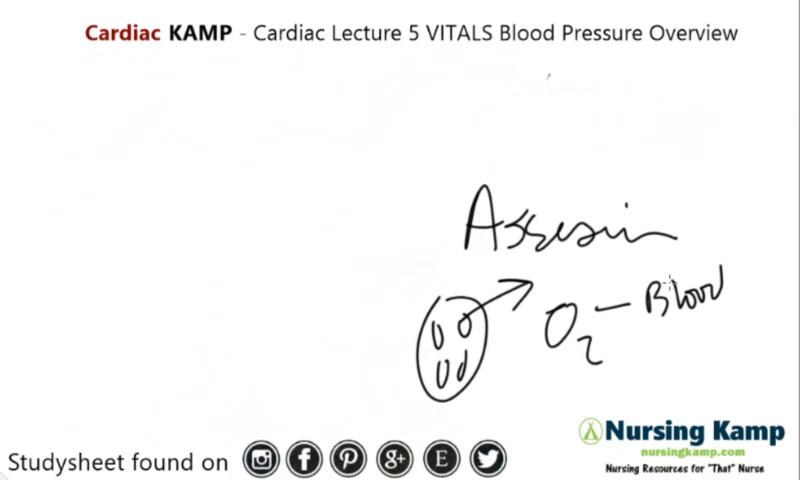 Cardiac KAMP - Cardiac Lecture 5 VITALS Blood Pressure Overview
O2 - Blood
Nursing Kamp
nursingkamp.com
Nursing Resources for "That" Nurse
Studysheet found on